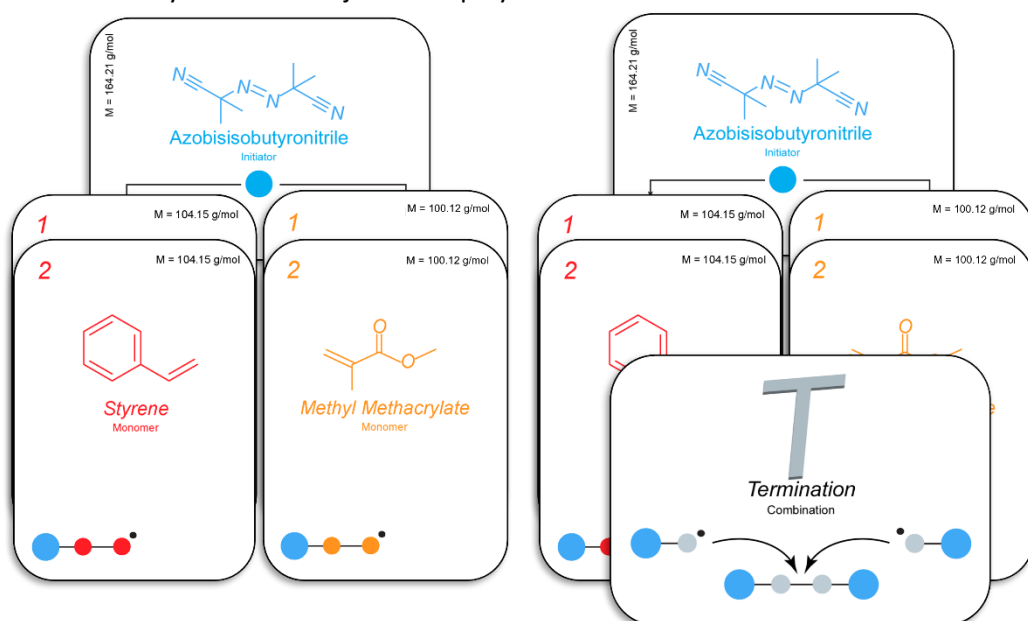 M = 164.21 g/mol
N
N
N
N
Azobisisobutyronitrile
Initiator
1
M = 104.15 g/mol
1
M = 100.12 g/mol
2
M = 104.15 g/mol
Styrene
Monomer
2
M = 100.12 g/mol
O
O
Methyl Methacrylate
Monomer
M = 164.21 g/mol
N
N
N
N
Azobisisobutyronitrile
Initiator
1
M = 104.15 g/mol
1
M = 100.12 g/mol
2
M = 104.15 g/mol
2
M = 100.12 g/mol
O
T
Termination
Combination